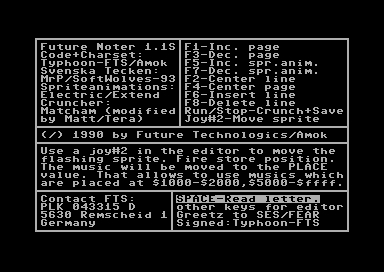 Future Noter 1.1S
Code+Charset:
Typhoon-FTS/Amok
Svenska Tecken:
MrP/SoftWolves-93
Spriteanimations:
Electric/Extend
Cruncher:
Matcham (modified
by Matt/Tera)
F1-Inc. page
F3-Dec. page
F5-Inc. spr.anim.
F7-Dec. spr.anim.
F2-Center line
F4-Center page
F6-Insert line
F8-Delete line
Run/Stop-Crunch+Save
Joy#2-Move sprite
(/) 1990 by Future Technologics/Amok
Use a joy#2 in the editor to move the
flashing sprite. Fire store position.
The music will be moved to the PLACE
value. That allows to use musics which
are placed at $1000-$2000,$5000-$ffff.
Contact FTS:
PLK 043315 D
5630 Remscheid 1
Germany
SPACE-Read letter.
other keys for editor
Greetz to SES/FEAR
Signed:Typhoon-FTS